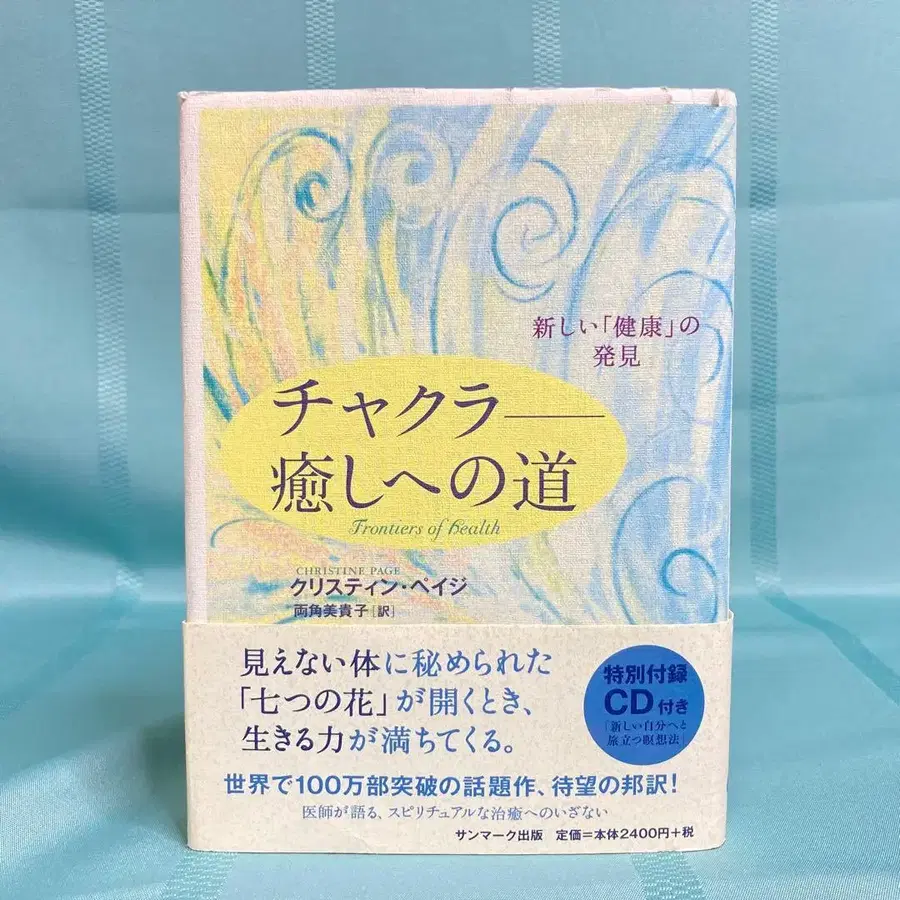 新しい「健康」の
発見
チャクラ――
癒しへの道
Frontiers of health
CHRISTINE PAGE
クリスティン・ペイジ
両角美貴子[訳]
見えない体に秘められた
「七つの花」が開くとき、
生きる力が満ちてくる。
特別付録
CD付き
「新しい自分へと
旅立つ瞑想法」
世界で100万部突破の話題作、待望の邦訳!
医師が語る、スピリチュアルな治癒へのいざない
サンマーク出版 定価=本体2400円+税